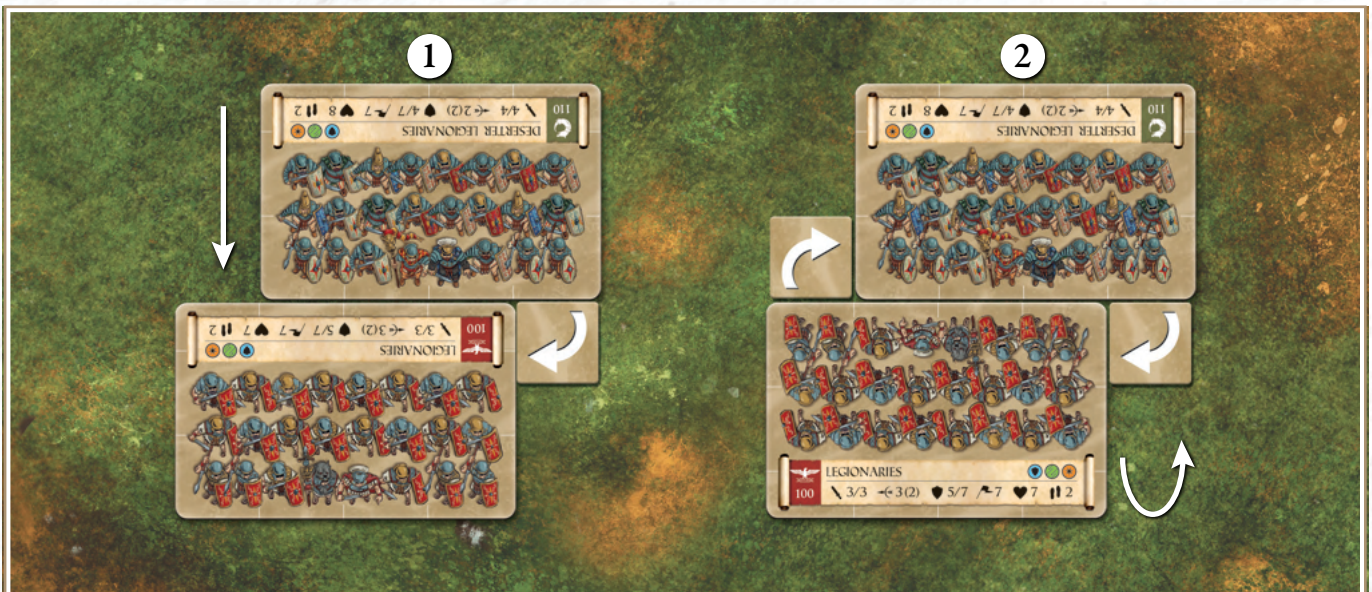 1
2
110
4/4 2(2) 4/7 7 8 2
DESERTER LEGIONARIES
110
4/4 2(2) 4/7 7 8 2
DESERTER LEGIONARIES
100
3/3 3(2) 5/7 7 7 2
LEGIONARIES
LEGIONARIES
100 3/3 3(2) 5/7 7 7 2